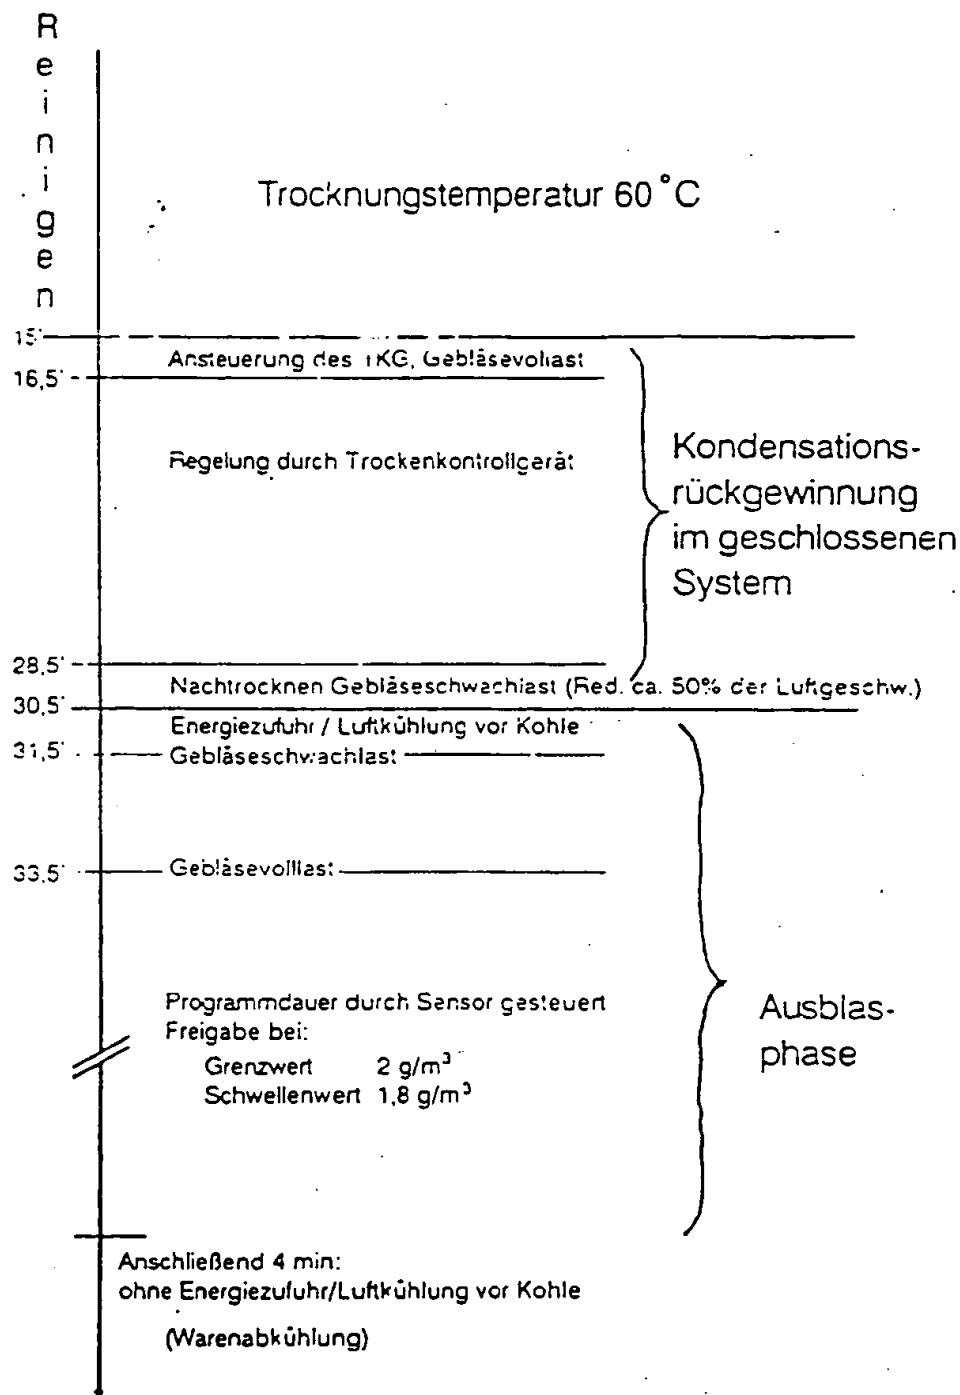 Reinigen
Trocknungstemperatur 60 °C
15'
Ansteuerung des TKG, Gebläsevollast
16,5'
Regelung durch Trockenkontrollgerät
Kondensations-
rückgewinnung
im geschlossenen
System
28,5'
Nachtrocknen Gebläseschwachlast (Red. ca. 50% der Luftgeschw.)
30,5'
Energiezufuhr / Luftkühlung vor Kohle
31,5'
Gebläseschwachlast
33,5'
Gebläsevolllast
Programmdauer durch Sensor gesteuert
Freigabe bei:
Grenzwert 2 g/m³
Schwellenwert 1,8 g/m³
Ausblas-
phase
Anschließend 4 min:
ohne Energiezufuhr/Luftkühlung vor Kohle
(Warenabkühlung)